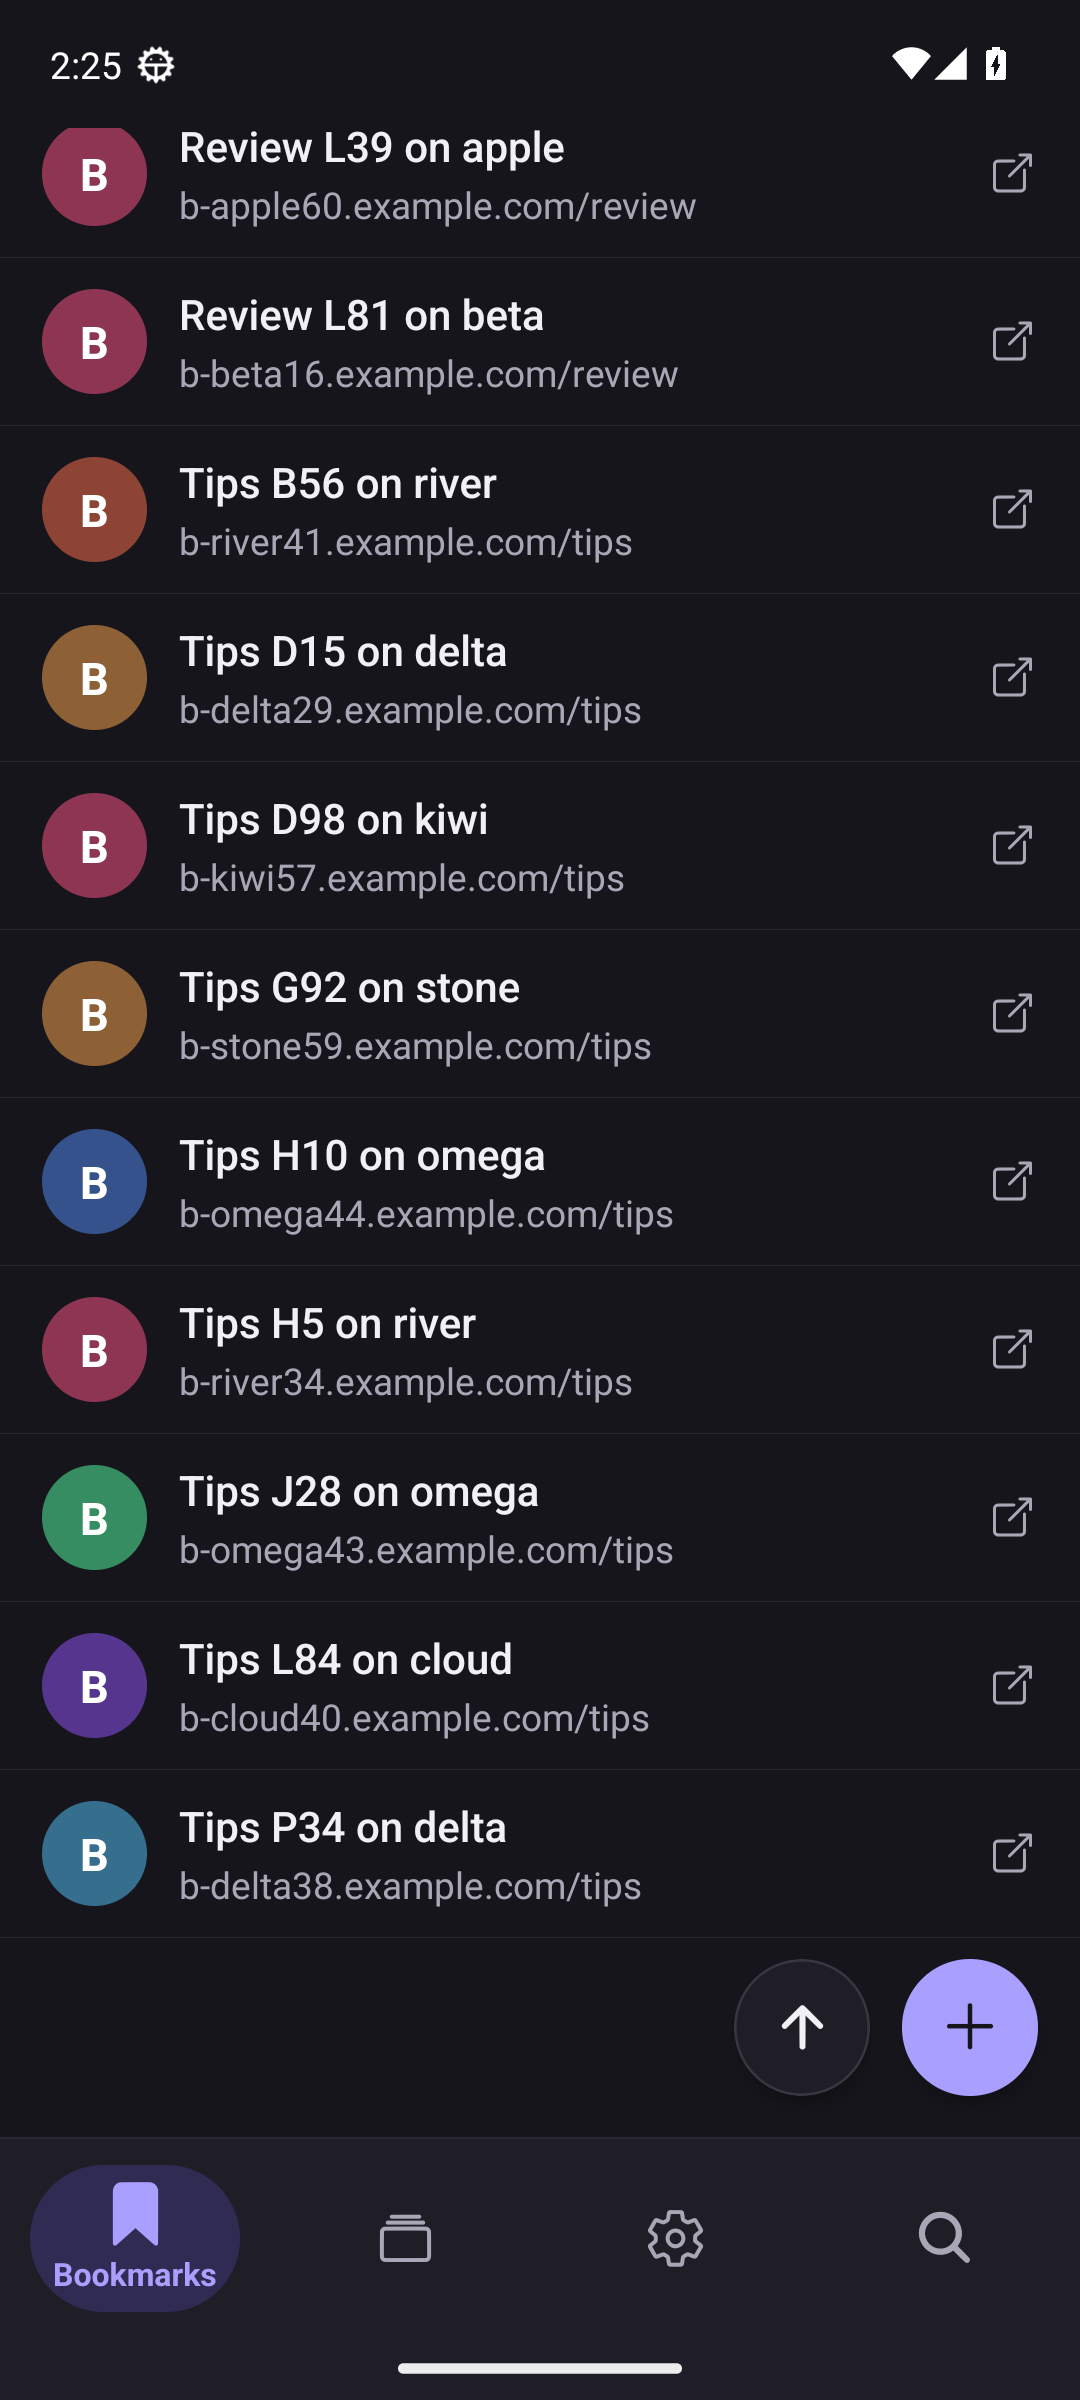 2:25
B
Review L39 on apple
b-apple60.example.com/review
B
Review L81 on beta
b-beta16.example.com/review
B
Tips B56 on river
b-river41.example.com/tips
B
Tips D15 on delta
b-delta29.example.com/tips
B
Tips D98 on kiwi
b-kiwi57.example.com/tips
B
Tips G92 on stone
b-stone59.example.com/tips
B
Tips H10 on omega
b-omega44.example.com/tips
B
Tips H5 on river
b-river34.example.com/tips
B
Tips J28 on omega
b-omega43.example.com/tips
B
Tips L84 on cloud
b-cloud40.example.com/tips
B
Tips P34 on delta
b-delta38.example.com/tips
Bookmarks